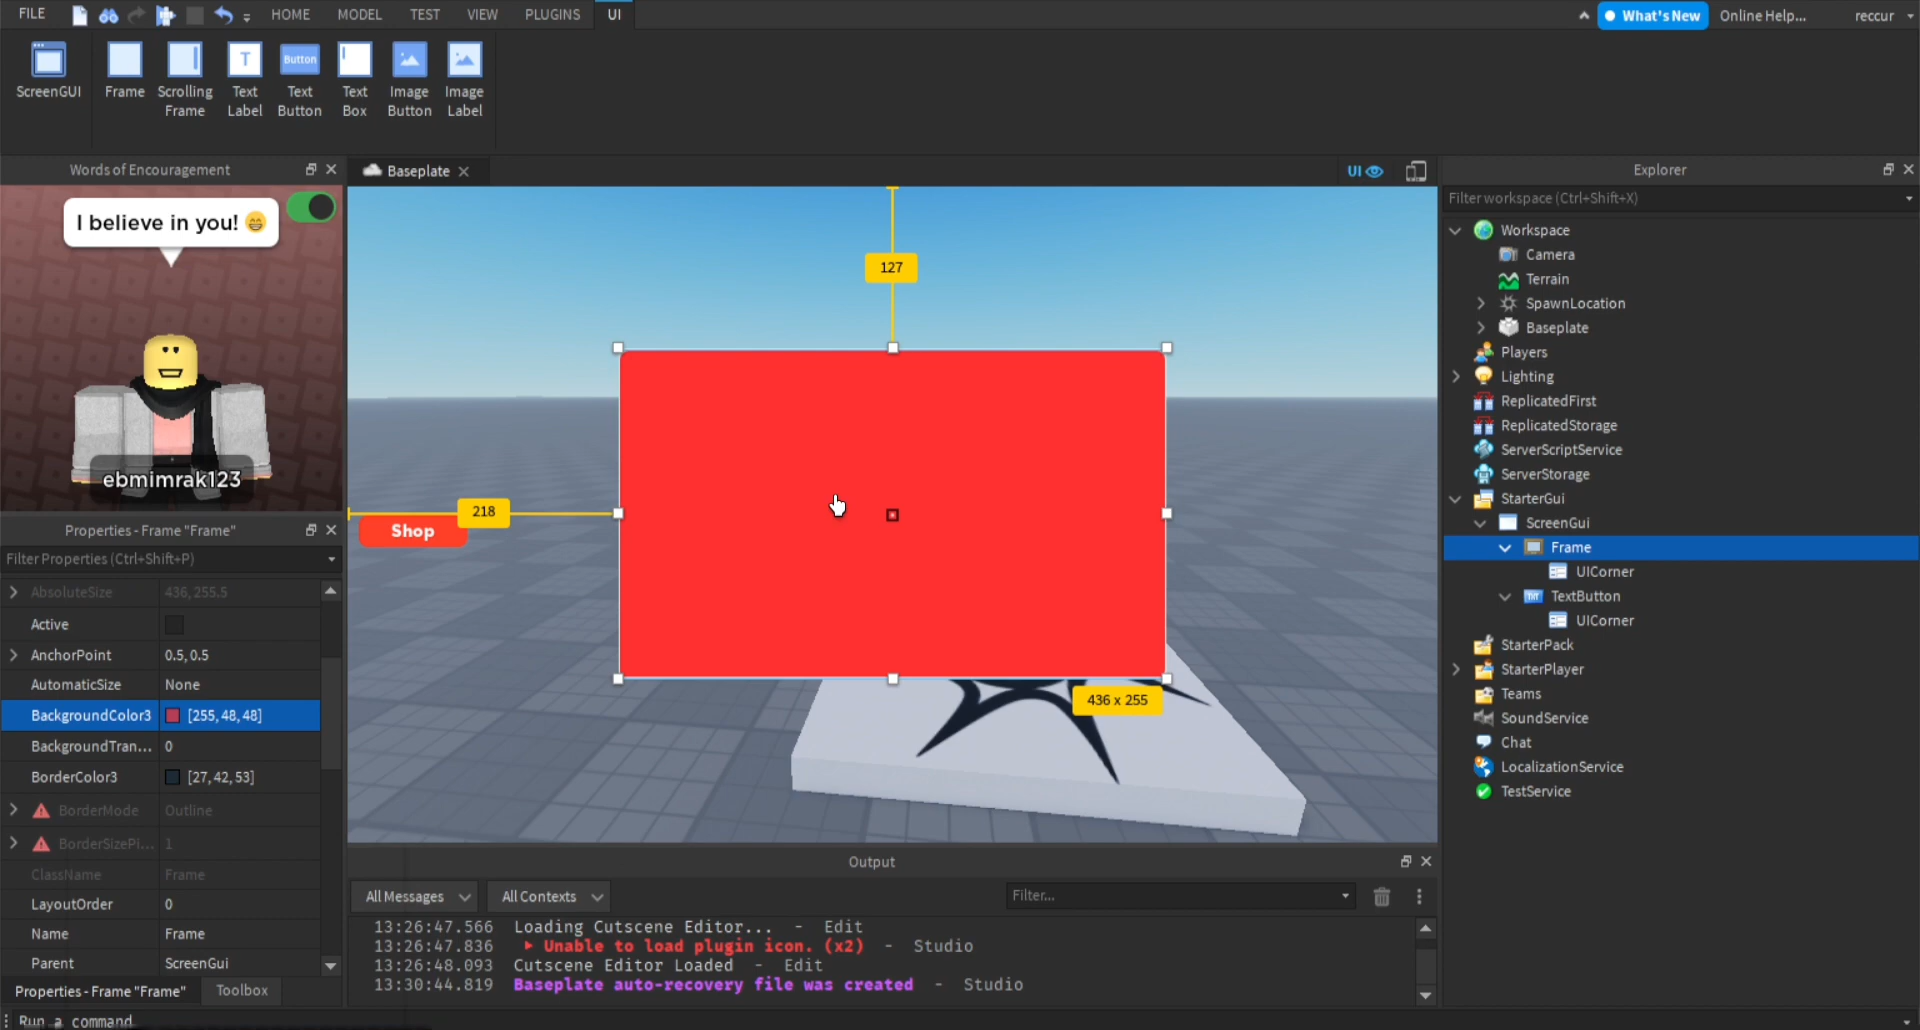 FILE
HOME
MODEL
TEST
VIEW
PLUGINS
UI
What's New
Online Help...
reccur
ScreenGUI
Frame
Scrolling
Frame
Text
Label
Button
Text
Button
Text
Box
Image
Button
Image
Label
Words of Encouragement
I believe in you! 😁
ebmimrak123
Properties - Frame "Frame"
Filter Properties (Ctrl+Shift+P)
AbsoluteSize 436, 255.5
Active
AnchorPoint 0.5, 0.5
AutomaticSize None
BackgroundColor3 [255, 48, 48]
BackgroundTran... 0
BorderColor3 [27, 42, 53]
BorderMode Outline
BorderSizePi... 1
ClassName Frame
LayoutOrder 0
Name Frame
Parent ScreenGui
Properties - Frame "Frame"
Toolbox
Run a command
Baseplate
UI
127
218
Shop
436 x 255
Output
All Messages
All Contexts
Filter...
13:26:47.566 Loading Cutscene Editor... - Edit
13:26:47.836 Unable to load plugin icon. (x2) - Studio
13:26:48.093 Cutscene Editor Loaded - Edit
13:30:44.819 Baseplate auto-recovery file was created - Studio
Explorer
Filter workspace (Ctrl+Shift+X)
Workspace
Camera
Terrain
SpawnLocation
Baseplate
Players
Lighting
ReplicatedFirst
ReplicatedStorage
ServerScriptService
ServerStorage
StarterGui
ScreenGui
Frame
UICorner
TextButton
UICorner
StarterPack
StarterPlayer
Teams
SoundService
Chat
LocalizationService
TestService